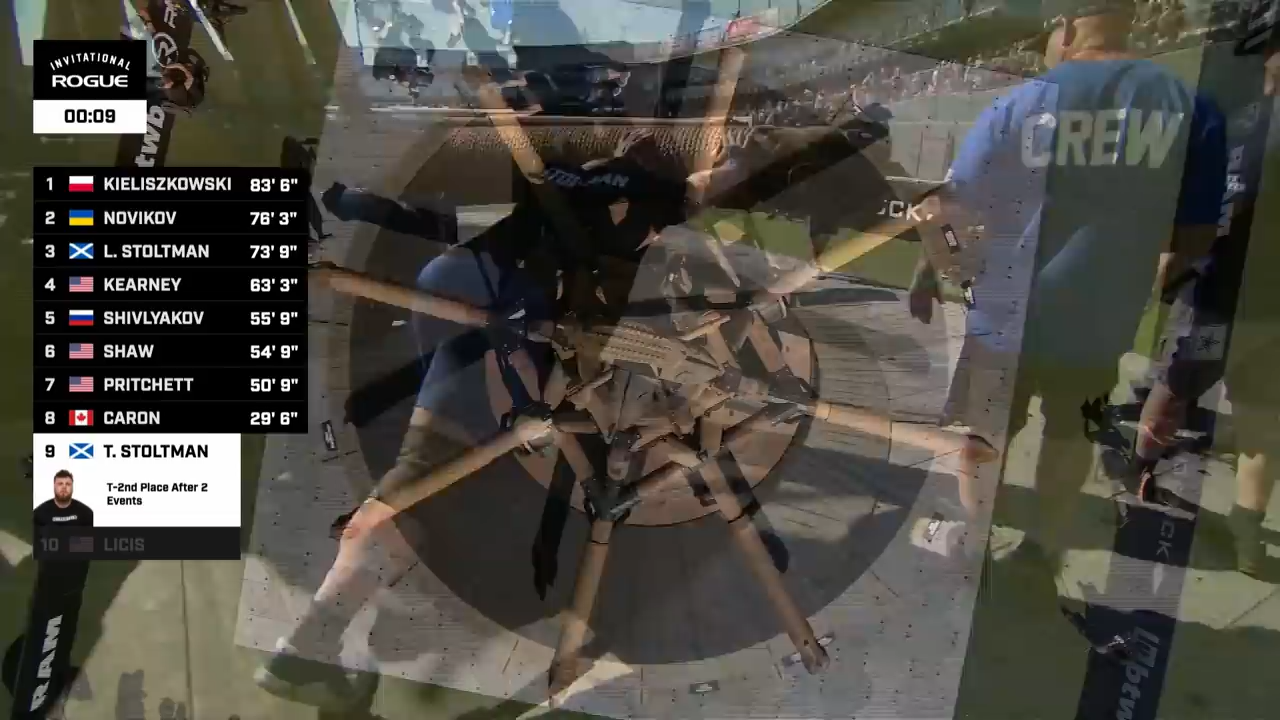 INVITATIONAL
ROGUE
00:09
1 KIELISZKOWSKI 83' 6"
2 NOVIKOV 76' 3"
3 L. STOLTMAN 73' 9"
4 KEARNEY 63' 3"
5 SHIVLYAKOV 55' 9"
6 SHAW 54' 9"
7 PRITCHETT 50' 9"
8 CARON 29' 6"
9 T. STOLTMAN
T-2nd Place After 2
Events
10 LICIS
CREW
RAM